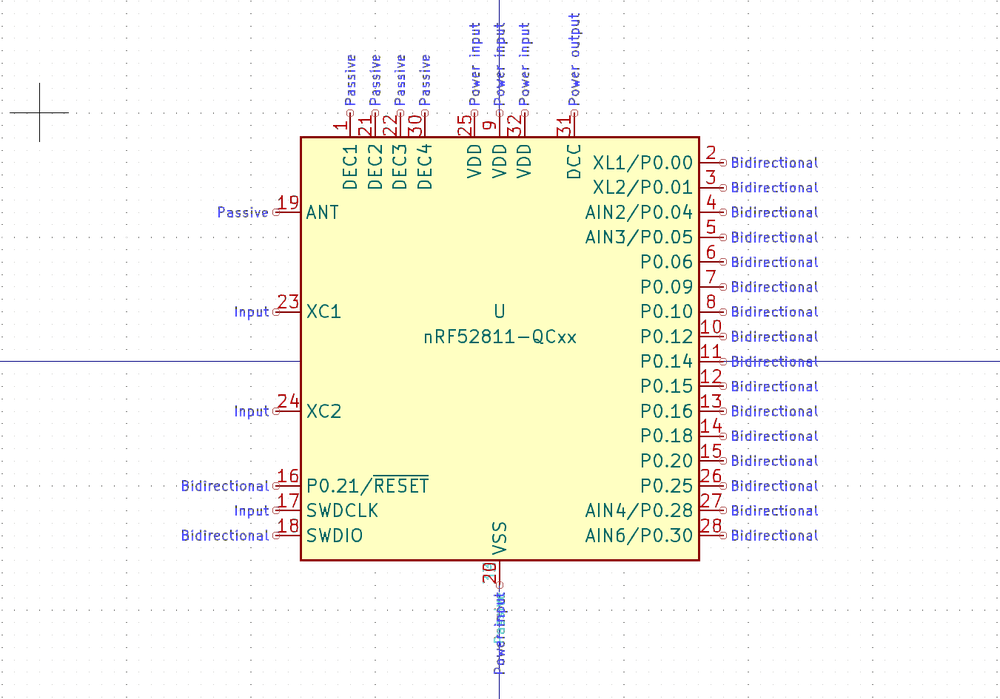 Passive Passive Passive Passive Power input Power input Power input Power output
1 21 22 30 25 9 32 31
DEC1 DEC2 DEC3 DEC4 VDD VDD VDD DCC
XL1/P0.00 2 Bidirectional
XL2/P0.01 3 Bidirectional
Passive 19 ANT AIN2/P0.04 4 Bidirectional
AIN3/P0.05 5 Bidirectional
P0.06 6 Bidirectional
P0.09 7 Bidirectional
Input 23 XC1 U P0.10 8 Bidirectional
nRF52811-QCxx P0.12 10 Bidirectional
P0.14 11 Bidirectional
P0.15 12 Bidirectional
Input 24 XC2 P0.16 13 Bidirectional
P0.18 14 Bidirectional
P0.20 15 Bidirectional
Bidirectional 16 P0.21/RESET P0.25 26 Bidirectional
Input 17 SWDCLK AIN4/P0.28 27 Bidirectional
Bidirectional 18 SWDIO AIN6/P0.30 28 Bidirectional
VSS
20
Power input